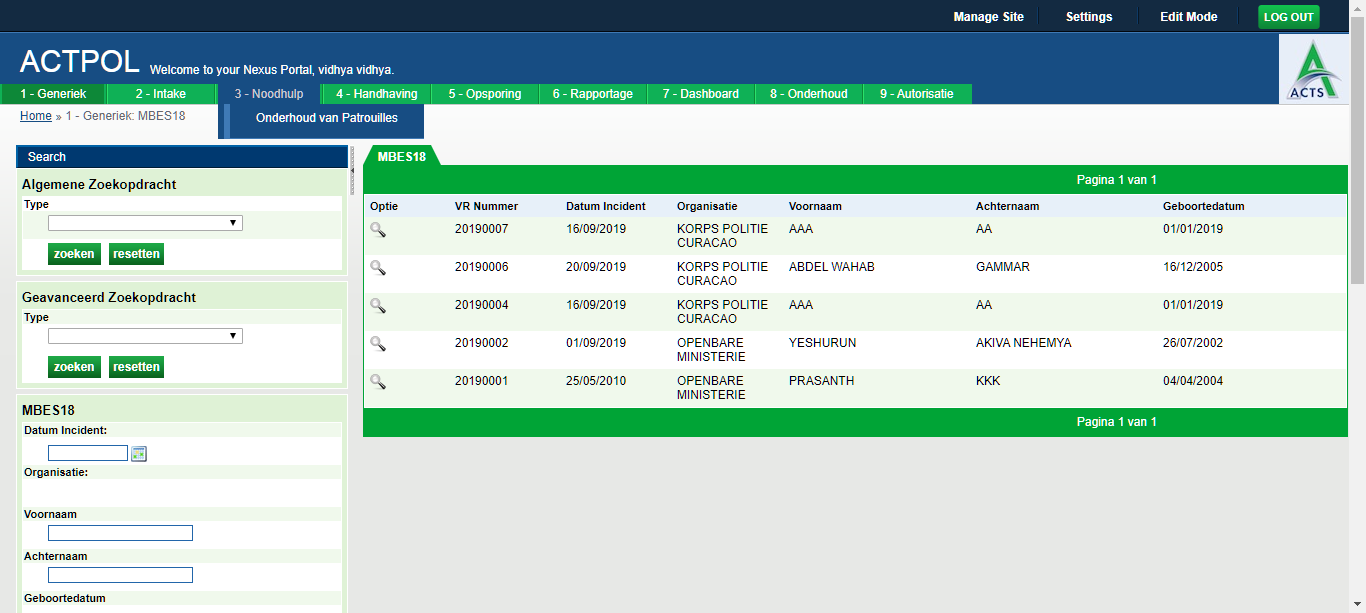 Manage Site Settings Edit Mode LOG OUT
ACTPOL Welcome to your Nexus Portal, vidhya vidhya.
ACTS
1 - Generiek 2 - Intake 3 - Noodhulp 4 - Handhaving 5 - Opsporing 6 - Rapportage 7 - Dashboard 8 - Onderhoud 9 - Autorisatie
Home » 1 - Generiek: MBES18
Onderhoud van Patrouilles
Search
Algemene Zoekopdracht
Type
zoeken resetten
Geavanceerd Zoekopdracht
Type
zoeken resetten
MBES18
Datum Incident:
Organisatie:
Voornaam
Achternaam
Geboortedatum
MBES18
Pagina 1 van 1
Optie VR Nummer Datum Incident Organisatie Voornaam Achternaam Geboortedatum
20190007 16/09/2019 KORPS POLITIE AAA AA 01/01/2019
CURACAO
20190006 20/09/2019 KORPS POLITIE ABDEL WAHAB GAMMAR 16/12/2005
CURACAO
20190004 16/09/2019 KORPS POLITIE AAA AA 01/01/2019
CURACAO
20190002 01/09/2019 OPENBARE YESHURUN AKIVA NEHEMYA 26/07/2002
MINISTERIE
20190001 25/05/2010 OPENBARE PRASANTH KKK 04/04/2004
MINISTERIE
Pagina 1 van 1